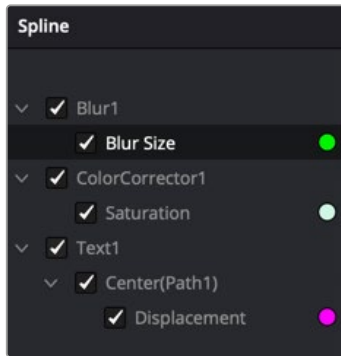 Spline
Blur1
Blur Size
ColorCorrector1
Saturation
Text1
Center(Path1)
Displacement